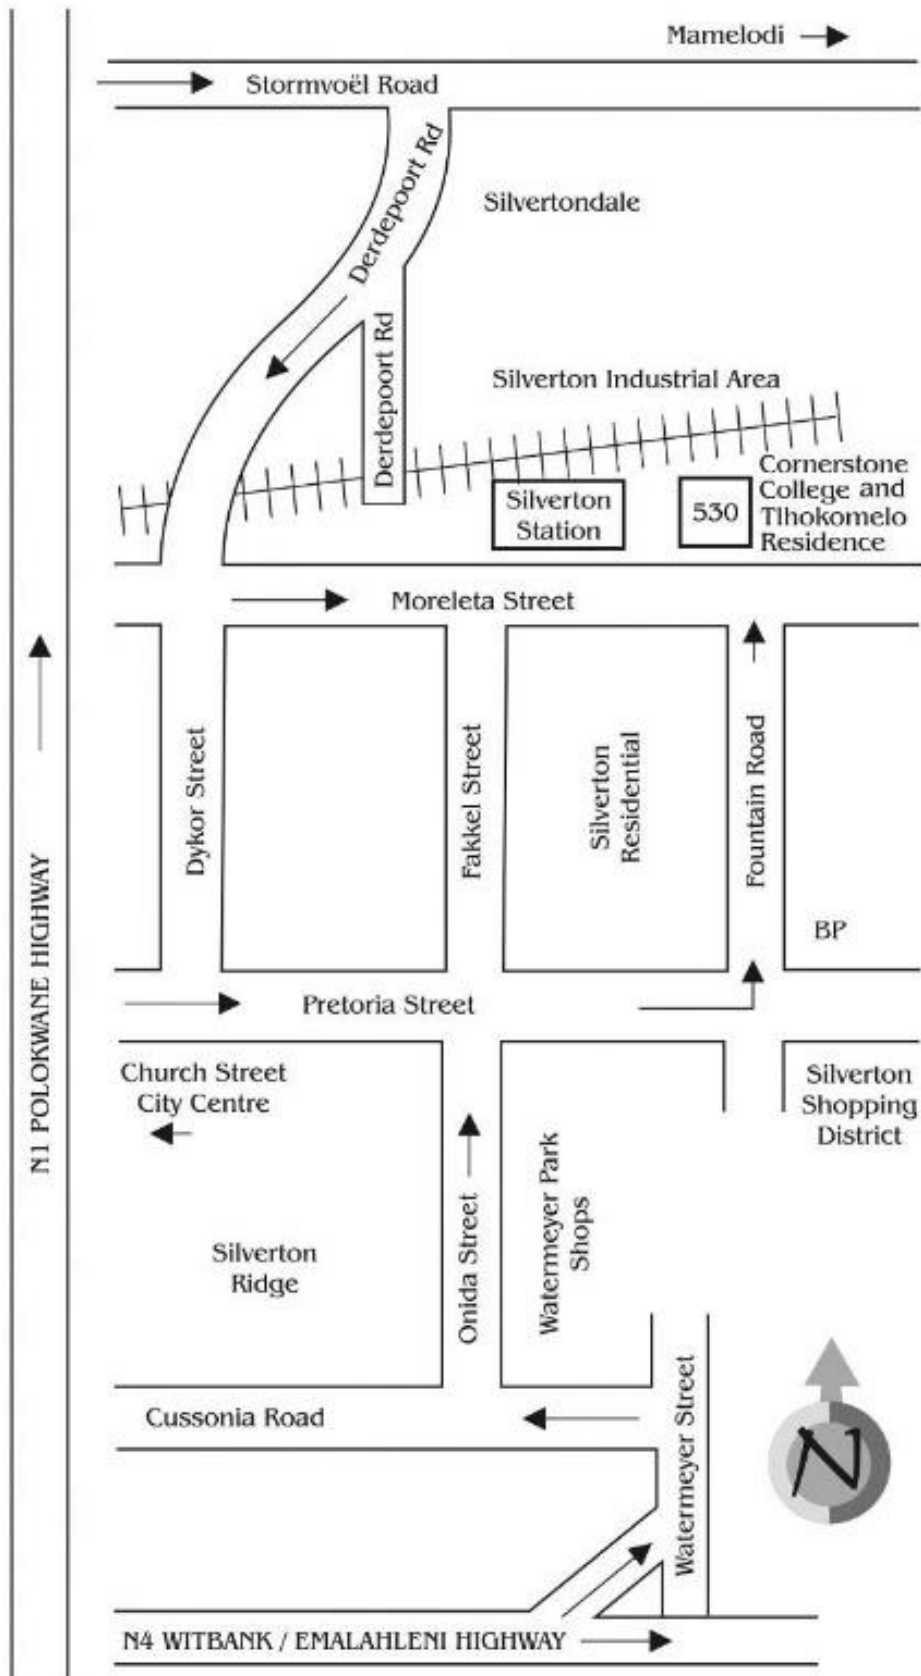 Mamelodi
Stormvoël Road
Derdepoort Rd
Silvertondale
Derdepoort Rd
Silverton Industrial Area
Silverton
Station
530
Cornerstone
College and
Tlhokomelo
Residence
Moreleta Street
Dykor Street
Fakkel Street
Silverton
Residential
Fountain Road
BP
N1 POLOKWANE HIGHWAY
Pretoria Street
Church Street
City Centre
Silverton
Shopping
District
Onida Street
Watermeyer Park
Shops
Silverton
Ridge
Cussonia Road
Watermeyer Street
N
N4 WITBANK / EMALAHLENI HIGHWAY